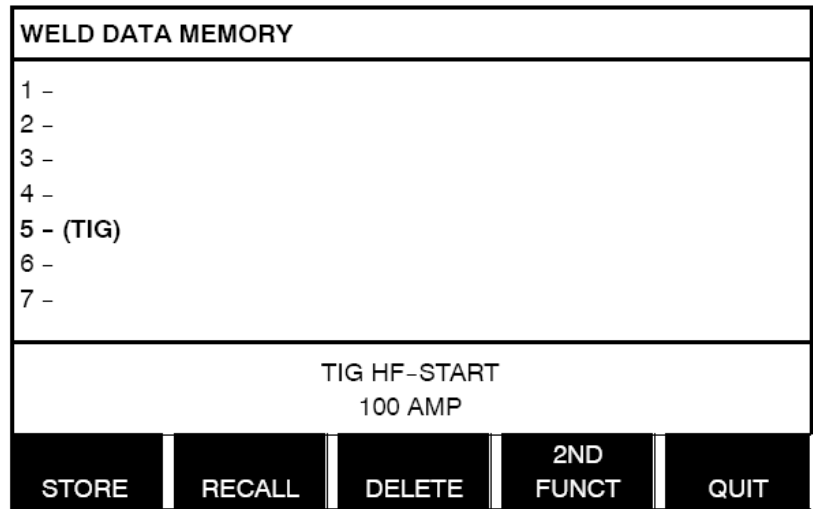 WELD DATA MEMORY
1 -
2 -
3 -
4 -
5 - (TIG)
6 -
7 -
TIG HF-START
100 AMP
STORE RECALL DELETE 2ND FUNCT QUIT